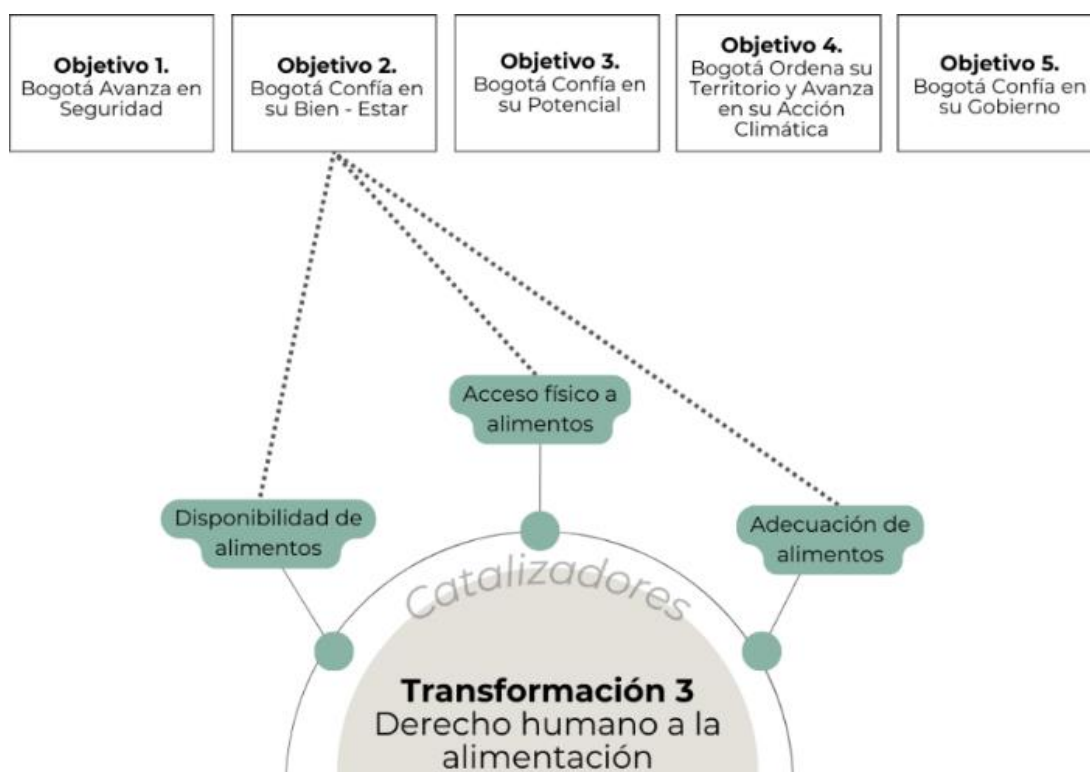 Objetivo 1.
Bogotá Avanza en
Seguridad
Objetivo 2.
Bogotá Confía en
su Bien - Estar
Objetivo 3.
Bogotá Confía en
su Potencial
Objetivo 4.
Bogotá Ordena su
Territorio y Avanza
en su Acción
Climática
Objetivo 5.
Bogotá Confía en
su Gobierno
Acceso físico a
alimentos
Disponibilidad de
alimentos
Adecuación de
alimentos
Catalizadores
Transformación 3
Derecho humano a la
alimentación